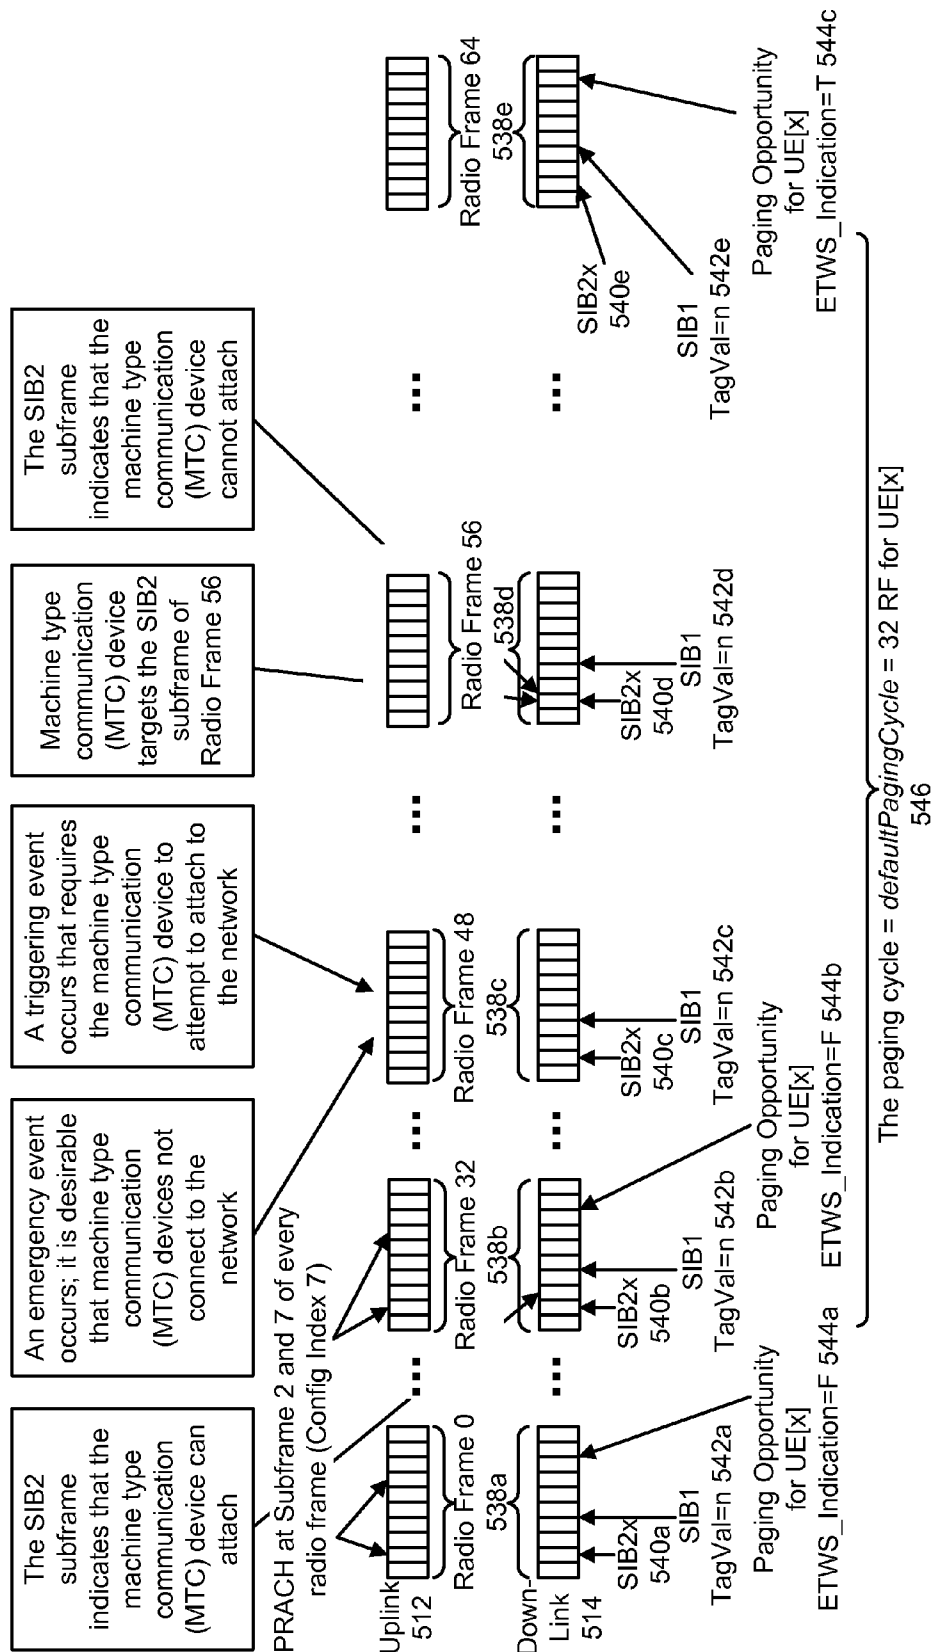 The SIB2
subframe
indicates that the
machine type
communication
(MTC) device can
attach
An emergency event
occurs; it is desirable
that machine type
communication
(MTC) devices not
connect to the
network
A triggering event
occurs that requires
the machine type
communication
(MTC) device to
attempt to attach to
the network
Machine type
communication
(MTC) device
targets the SIB2
subframe of
Radio Frame 56
The SIB2
subframe
indicates that the
machine type
communication
(MTC) device
cannot attach
PRACH at Subframe 2 and 7 of every
radio frame (Config Index 7)
Uplink
512
...
...
...
...
Radio Frame 0
538a
Radio Frame 32
538b
Radio Frame 48
538c
Radio Frame 56
538d
Radio Frame 64
538e
Down-
Link
514
...
...
...
...
SIB2x
540a
SIB1
TagVal=n 542a
Paging Opportunity
for UE[x]
ETWS_Indication=F 544a
SIB2x
540b
SIB1
TagVal=n 542b
Paging Opportunity
for UE[x]
ETWS_Indication=F 544b
SIB2x
540c
SIB1
TagVal=n 542c
SIB2x
540d
SIB1
TagVal=n 542d
SIB2x
540e
SIB1
TagVal=n 542e
Paging Opportunity
for UE[x]
ETWS_Indication=T 544c
The paging cycle = defaultPagingCycle = 32 RF for UE[x]
546